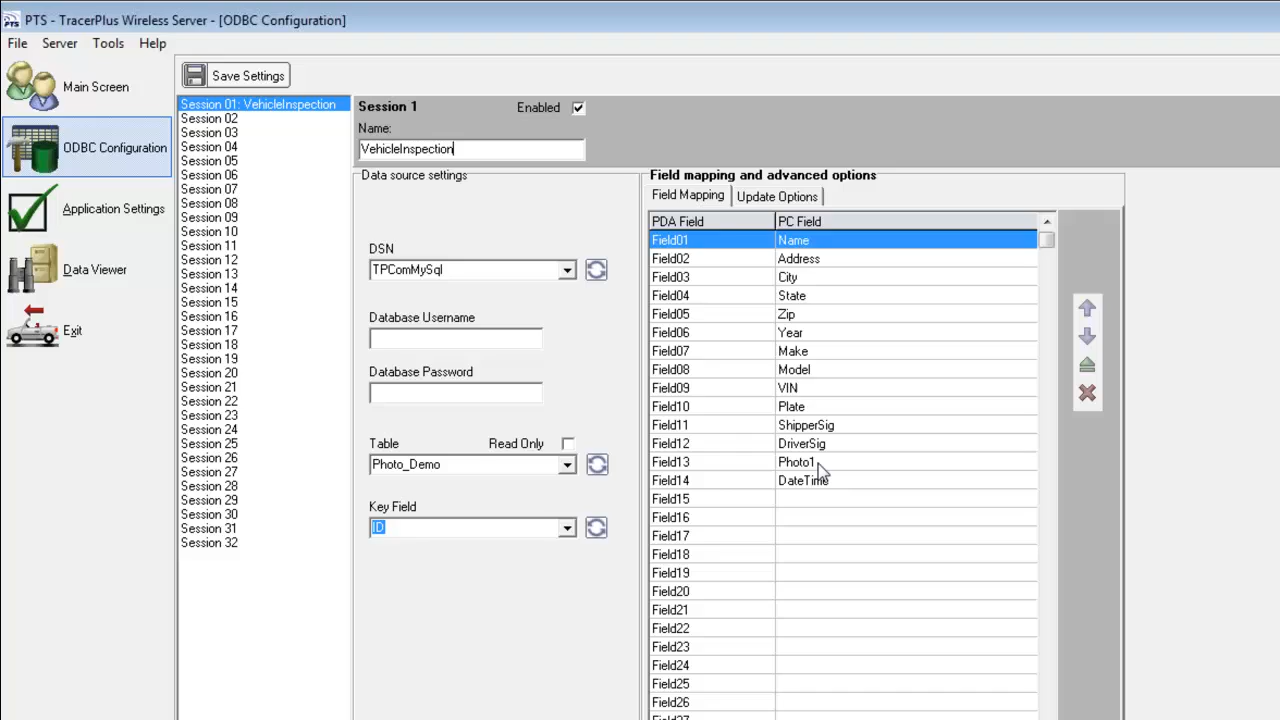 PTS - TracerPlus Wireless Server - [ODBC Configuration]
File Server Tools Help
Main Screen
ODBC Configuration
Application Settings
Data Viewer
Exit
Save Settings
Session 01: VehicleInspection
Session 02
Session 03
Session 04
Session 05
Session 06
Session 07
Session 08
Session 09
Session 10
Session 11
Session 12
Session 13
Session 14
Session 15
Session 16
Session 17
Session 18
Session 19
Session 20
Session 21
Session 22
Session 23
Session 24
Session 25
Session 26
Session 27
Session 28
Session 29
Session 30
Session 31
Session 32
Session 1 Enabled
Name:
VehicleInspection
Data source settings
DSN
TPComMySql
Database Username
Database Password
Table Read Only
Photo_Demo
Key Field
ID
Field mapping and advanced options
Field Mapping Update Options
PDA Field PC Field
Field01 Name
Field02 Address
Field03 City
Field04 State
Field05 Zip
Field06 Year
Field07 Make
Field08 Model
Field09 VIN
Field10 Plate
Field11 ShipperSig
Field12 DriverSig
Field13 Photo1
Field14 DateTime
Field15
Field16
Field17
Field18
Field19
Field20
Field21
Field22
Field23
Field24
Field25
Field26